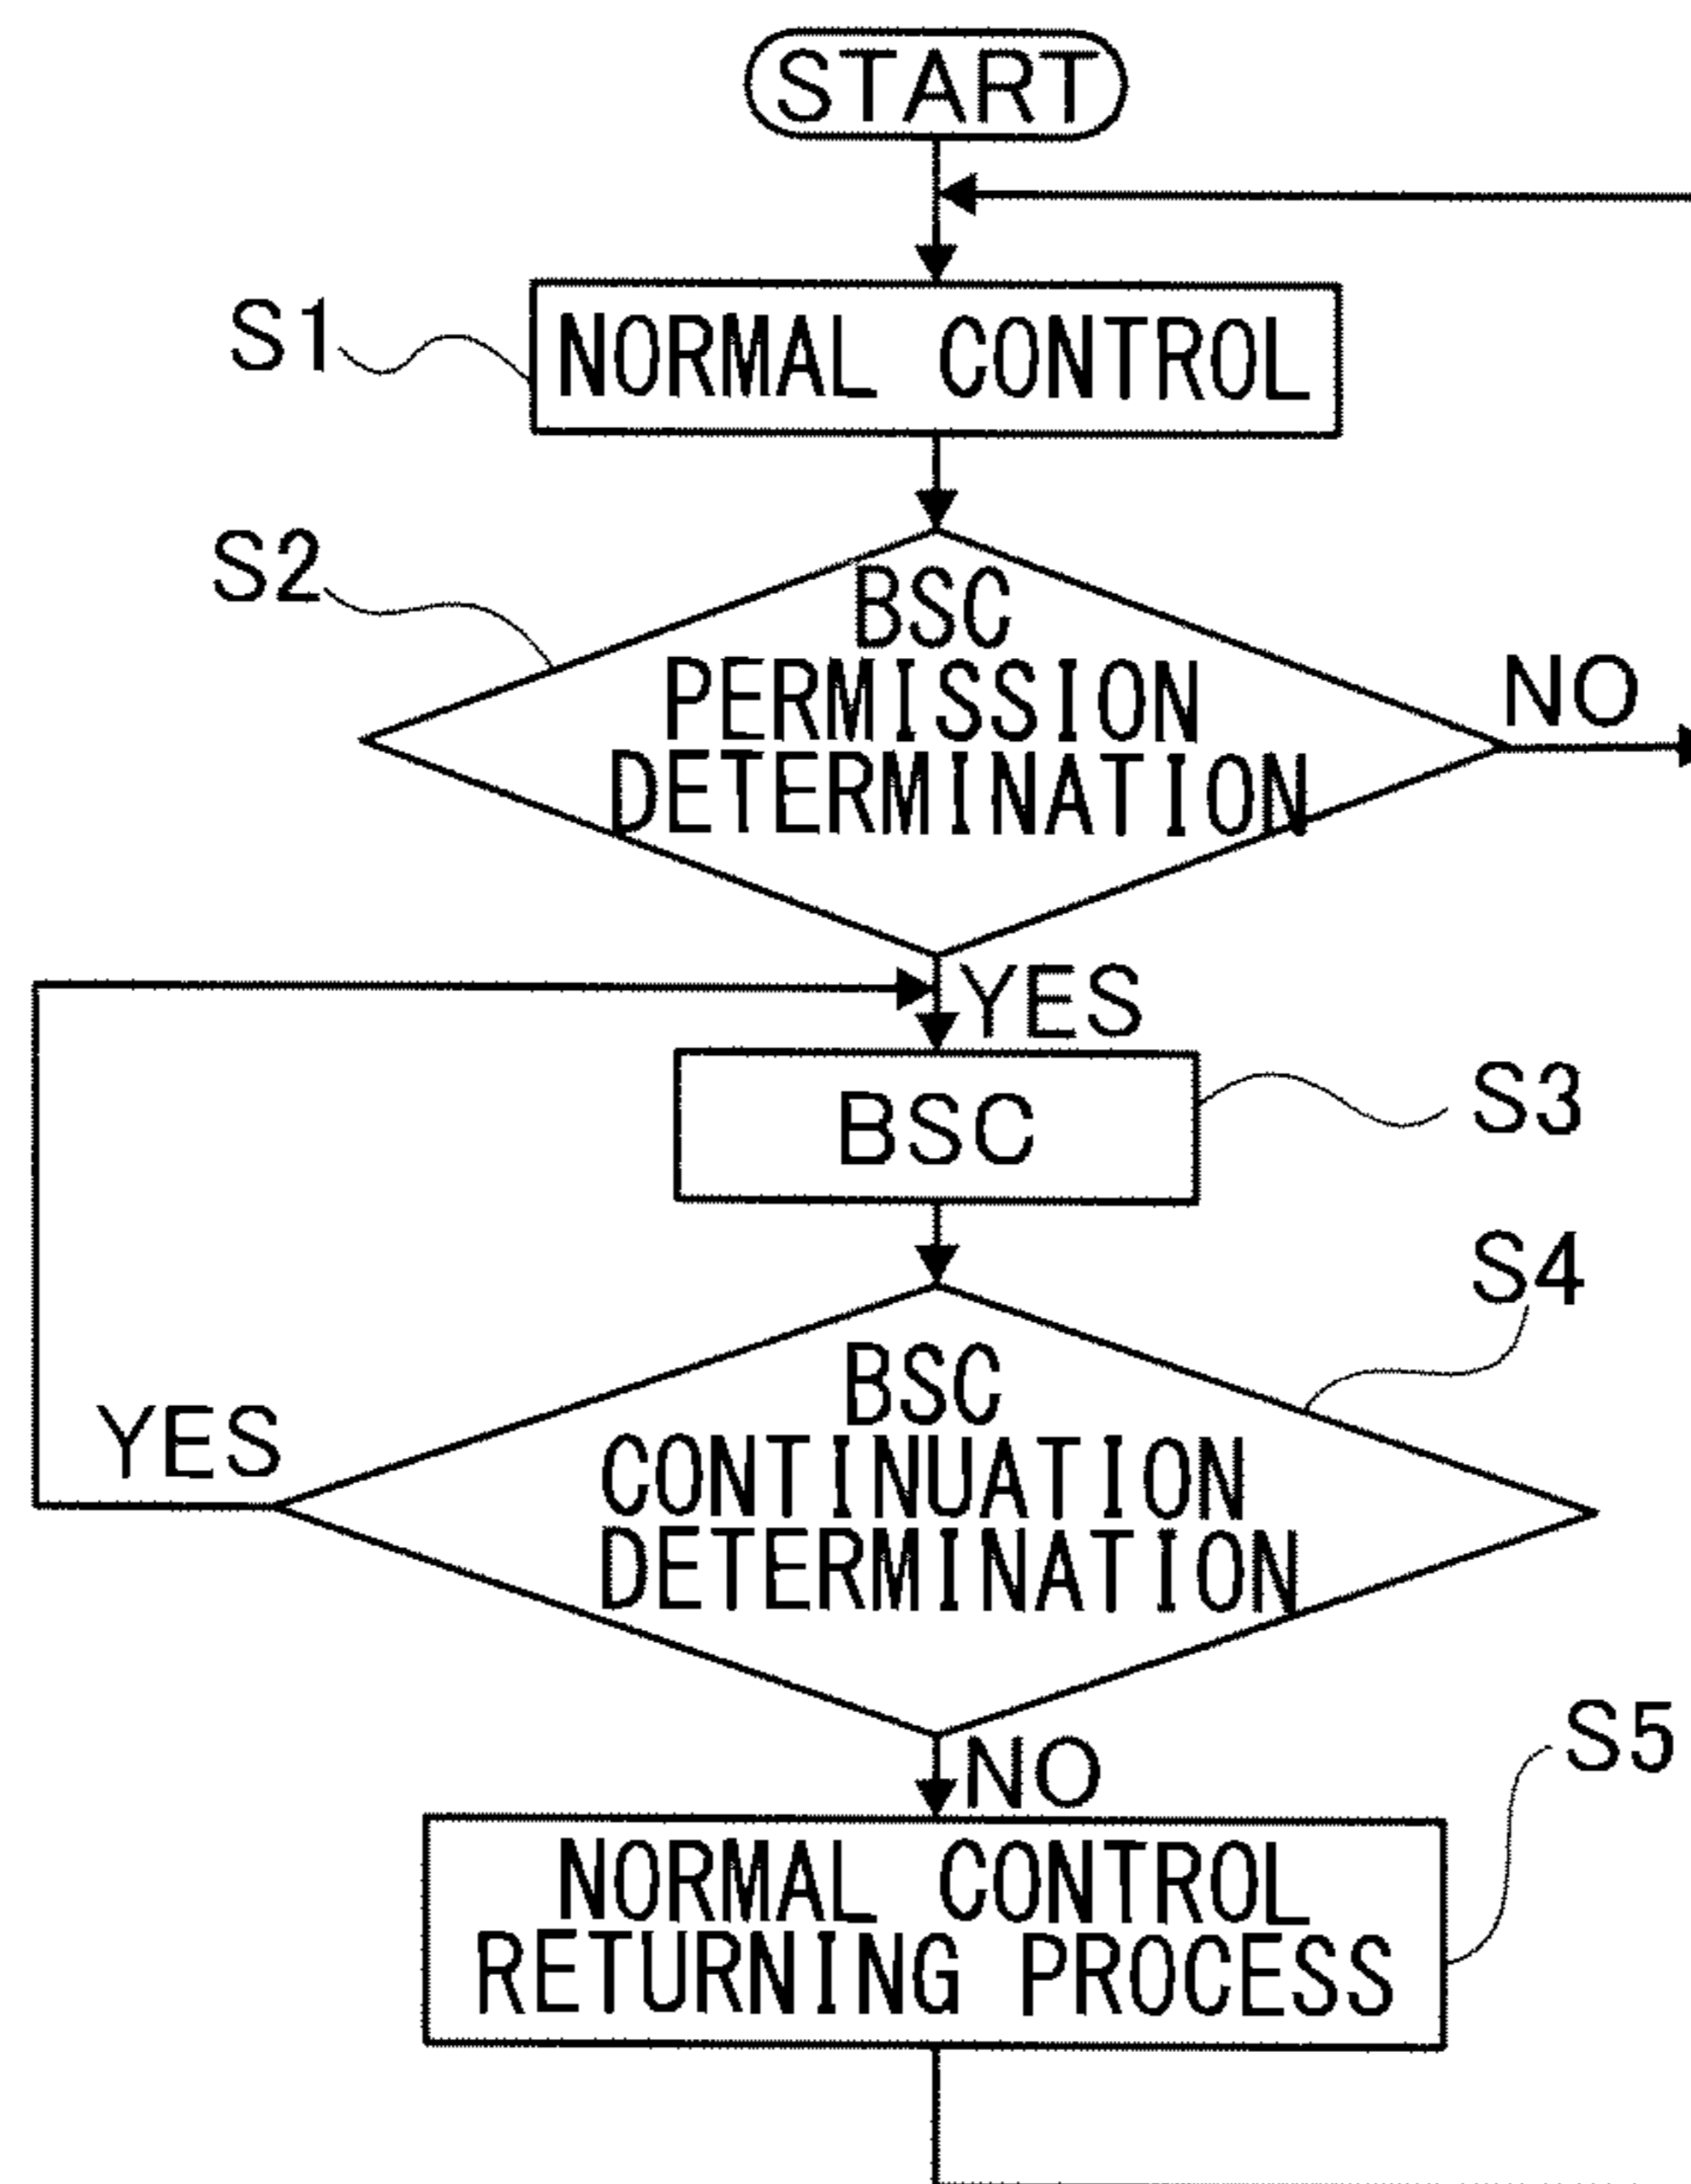 START
S1
NORMAL CONTROL
S2
BSC
PERMISSION
DETERMINATION
NO
YES
BSC
S3
S4
BSC
CONTINUATION
DETERMINATION
YES
NO
S5
NORMAL CONTROL
RETURNING PROCESS